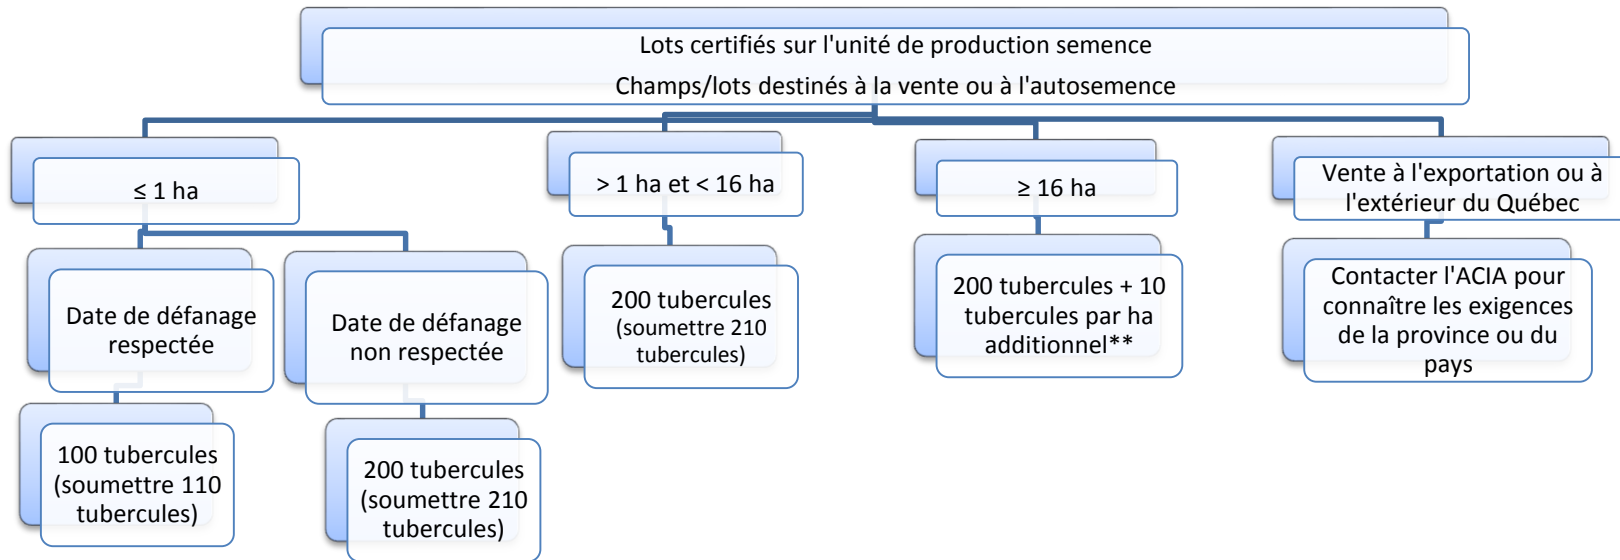 Lots certifiés sur l'unité de production semence
Champs/lots destinés à la vente ou à l'autosemence
≤ 1 ha
> 1 ha et < 16 ha
≥ 16 ha
Vente à l'exportation ou à
l'extérieur du Québec
Date de défanage
respectée
Date de défanage
non respectée
200 tubercules
(soumettre 210
tubercules)
200 tubercules + 10
tubercules par ha
additionnel**
Contacter l'ACIA pour
connaître les exigences
de la province ou du
pays
100 tubercules
(soumettre 110
tubercules)
200 tubercules
(soumettre 210
tubercules)